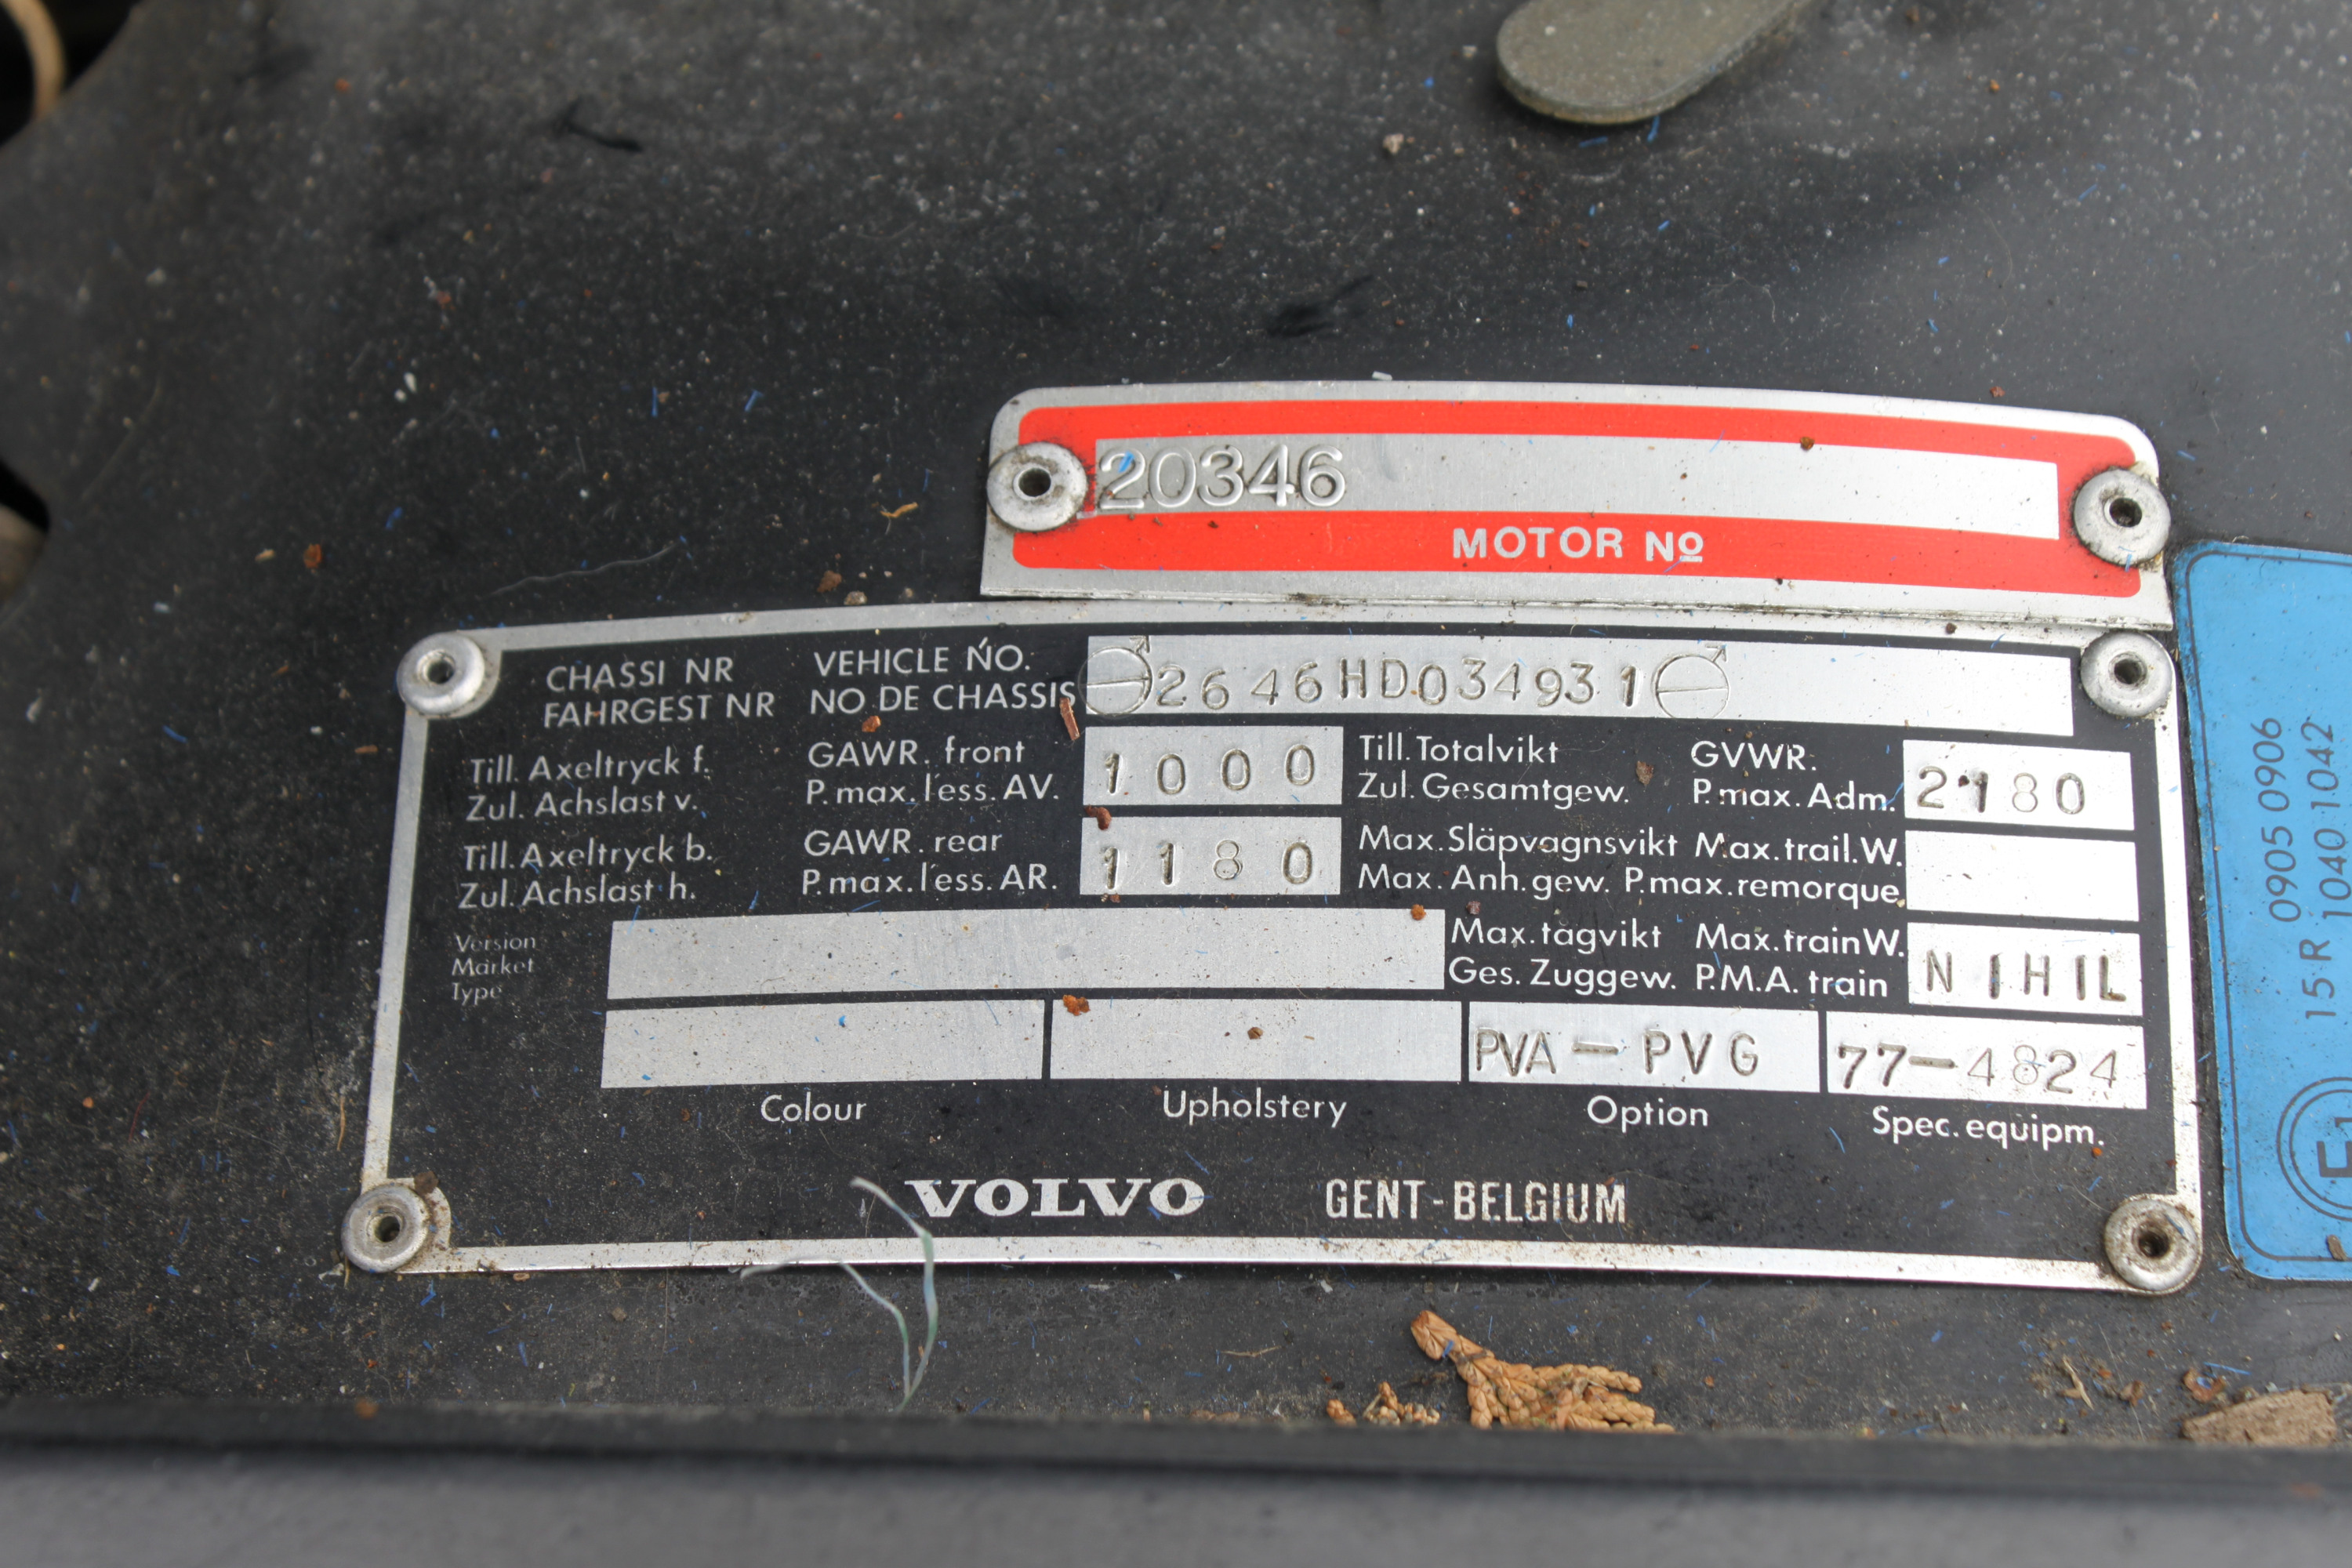 20346
MOTOR Nº
CHASSI NR VEHICLE NO.
FAHRGEST NR NO DE CHASSIS 2646HD034931
Till. Axeltryck f. GAWR. front
Zul. Achslast v. P.max.l'ess. AV. 1000
Till. Totalvikt GVWR.
Zul. Gesamtgew. P.max. Adm. 2180
Till. Axeltryck b. GAWR. rear
Zul. Achslast h. P.max.l'ess. AR. 1180
Max. Släpvagnsvikt Max.trail.W.
Max. Anh.gew. P.max.remorque
Version
Market
Type
Max.tågvikt Max.trainW.
Ges. Zuggew. P.M.A. train NIHIL
PVA-PVG 77-4824
Colour Upholstery Option Spec.equipm.
VOLVO GENT-BELGIUM
0905 0906
15 R 1040 1042
E1